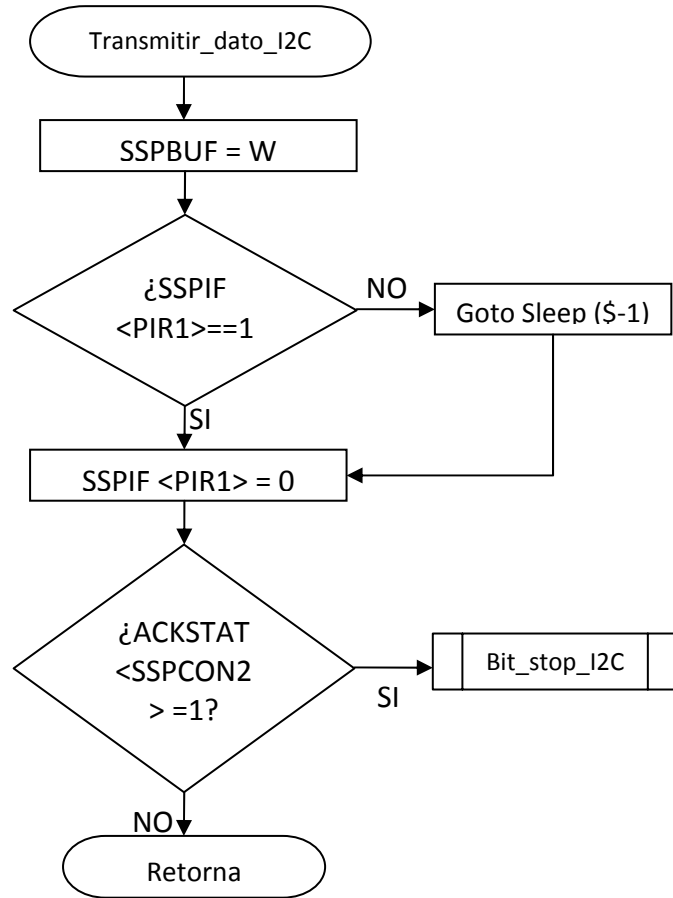 Transmitir_dato_I2C
SSPBUF = W
¿SSPIF
<PIR1>==1
NO
Goto Sleep ($-1)
SI
SSPIF <PIR1> = 0
¿ACKSTAT
<SSPCON2
> =1?
SI
Bit_stop_I2C
NO
Retorna